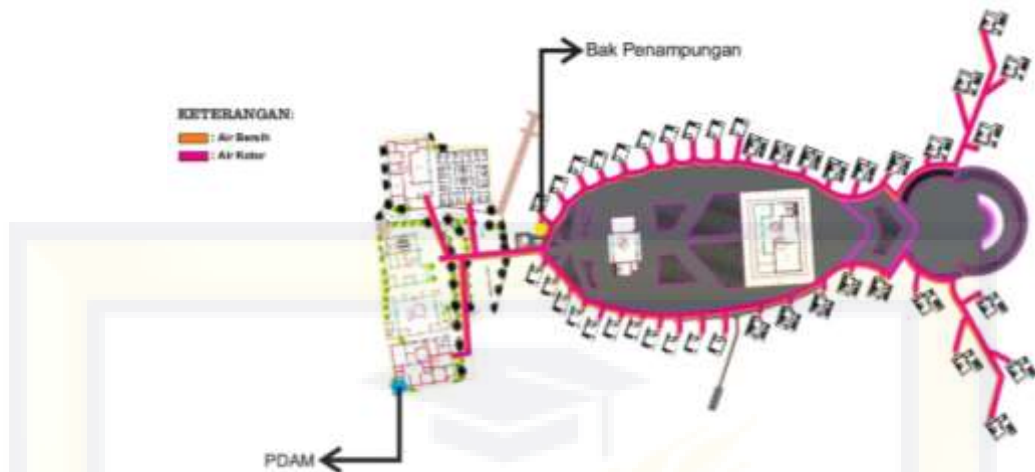 Bak Penampungan
KETERANGAN:
: Air Bersih
: Air Kotor
PDAM